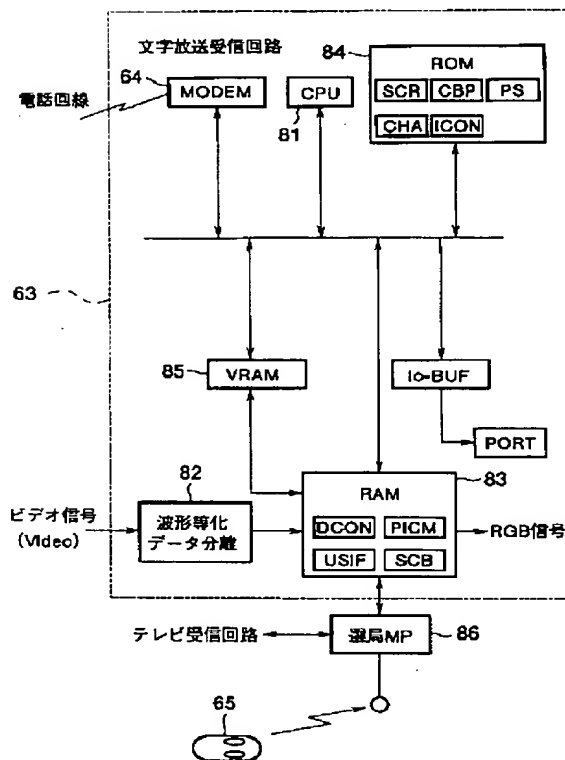 文字放送受信回路
84
ROM
64
MODEM
CPU
SCR CBP PS
電話回線
81
CHA ICON
63
85
VRAM
Io-BUF
PORT
82
83
RAM
ビデオ信号
(Video)
波形等化
データ分離
DCON PICM
RGB信号
USIF SCB
テレビ受信回路
選局MP
86
65